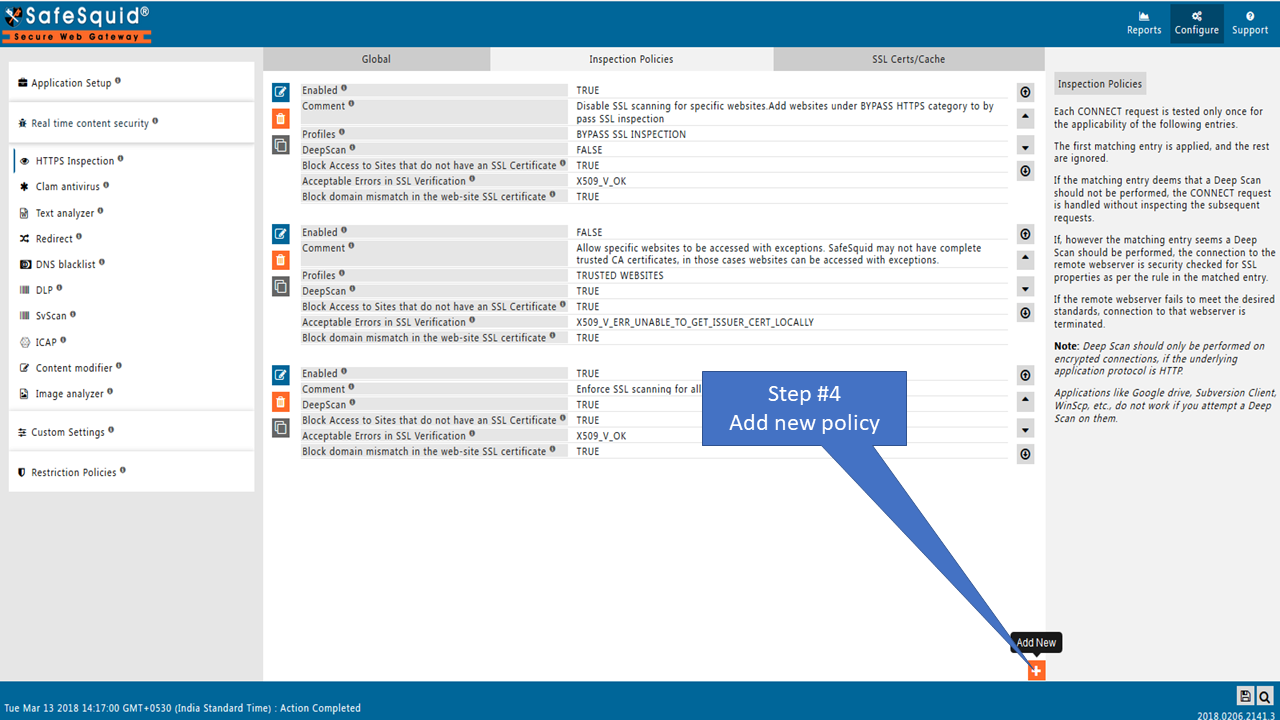 SafeSquid®
Secure Web Gateway
Reports
Configure
Support
Application Setup
Real time content security
HTTPS Inspection
Clam antivirus
Text analyzer
Redirect
DNS blacklist
DLP
SvScan
ICAP
Content modifier
Image analyzer
Custom Settings
Restriction Policies
Global
Inspection Policies
SSL Certs/Cache
Enabled TRUE
Comment Disable SSL scanning for specific websites.Add websites under BYPASS HTTPS category to by
pass SSL inspection
Profiles BYPASS SSL INSPECTION
DeepScan FALSE
Block Access to Sites that do not have an SSL Certificate TRUE
Acceptable Errors in SSL Verification X509_V_OK
Block domain mismatch in the web-site SSL certificate TRUE
Enabled FALSE
Comment Allow specific websites to be accessed with exceptions. SafeSquid may not have complete
trusted CA certificates, in those cases websites can be accessed with exceptions.
Profiles TRUSTED WEBSITES
DeepScan TRUE
Block Access to Sites that do not have an SSL Certificate TRUE
Acceptable Errors in SSL Verification X509_V_ERR_UNABLE_TO_GET_ISSUER_CERT_LOCALLY
Block domain mismatch in the web-site SSL certificate TRUE
Enabled TRUE
Comment Enforce SSL scanning for all
DeepScan TRUE
Block Access to Sites that do not have an SSL Certificate TRUE
Acceptable Errors in SSL Verification X509_V_OK
Block domain mismatch in the web-site SSL certificate TRUE
Step #4
Add new policy
Add New
Inspection Policies
Each CONNECT request is tested only once for
the applicability of the following entries.
The first matching entry is applied, and the rest
are ignored.
If the matching entry deems that a Deep Scan
should not be performed, the CONNECT request
is handled without inspecting the subsequent
requests.
If, however the matching entry seems a Deep
Scan should be performed, the connection to the
remote webserver is security checked for SSL
properties as per the rule in the matched entry.
If the remote webserver fails to meet the desired
standards, connection to that webserver is
terminated.
Note: Deep Scan should only be performed on
encrypted connections, if the underlying
application protocol is HTTP.
Applications like Google drive, Subversion Client,
WinScp, etc., do not work if you attempt a Deep
Scan on them.
Tue Mar 13 2018 14:17:00 GMT+0530 (India Standard Time) : Action Completed
2018.0206.2141.3